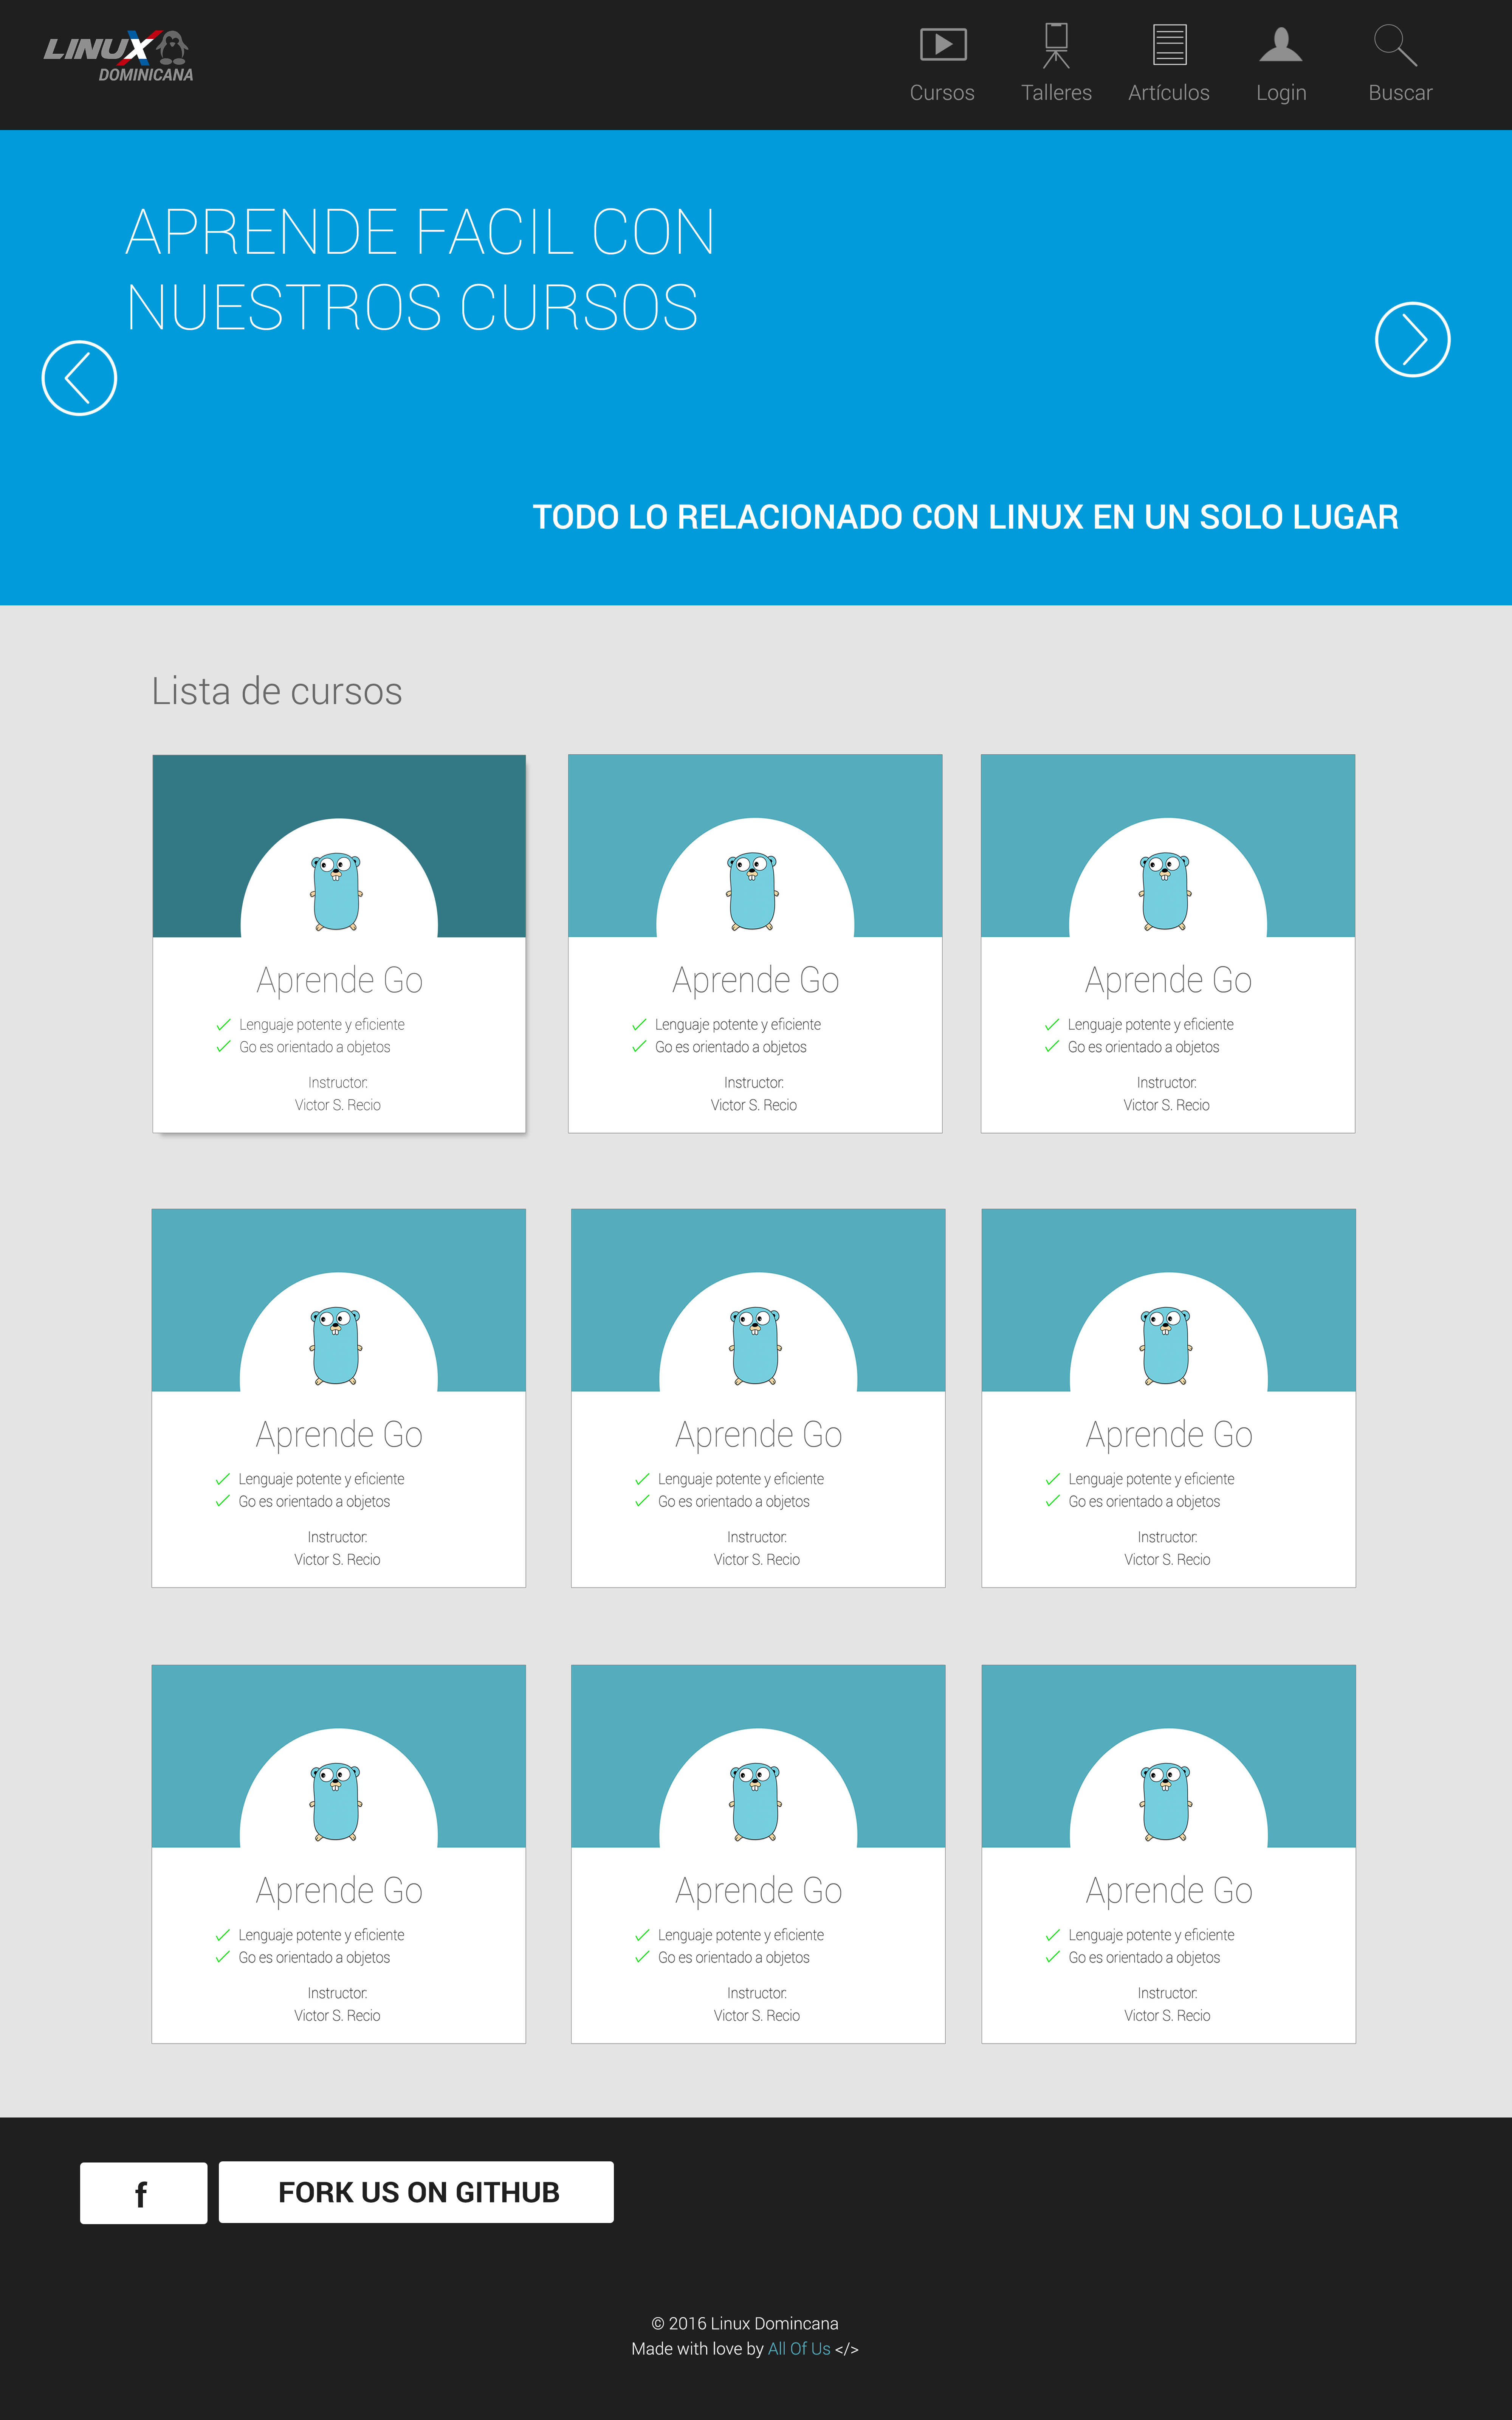 LINUX
DOMINICANA
Cursos
Talleres
Artículos
Login
Buscar
APRENDE FACIL CON
NUESTROS CURSOS
TODO LO RELACIONADO CON LINUX EN UN SOLO LUGAR
Lista de cursos
Aprende Go
Lenguaje potente y eficiente
Go es orientado a objetos
Instructor:
Victor S. Recio
Aprende Go
Lenguaje potente y eficiente
Go es orientado a objetos
Instructor:
Victor S. Recio
Aprende Go
Lenguaje potente y eficiente
Go es orientado a objetos
Instructor:
Victor S. Recio
Aprende Go
Lenguaje potente y eficiente
Go es orientado a objetos
Instructor:
Victor S. Recio
Aprende Go
Lenguaje potente y eficiente
Go es orientado a objetos
Instructor:
Victor S. Recio
Aprende Go
Lenguaje potente y eficiente
Go es orientado a objetos
Instructor:
Victor S. Recio
Aprende Go
Lenguaje potente y eficiente
Go es orientado a objetos
Instructor:
Victor S. Recio
Aprende Go
Lenguaje potente y eficiente
Go es orientado a objetos
Instructor:
Victor S. Recio
Aprende Go
Lenguaje potente y eficiente
Go es orientado a objetos
Instructor:
Victor S. Recio
f
FORK US ON GITHUB
© 2016 Linux Domincana
Made with love by All Of Us </>